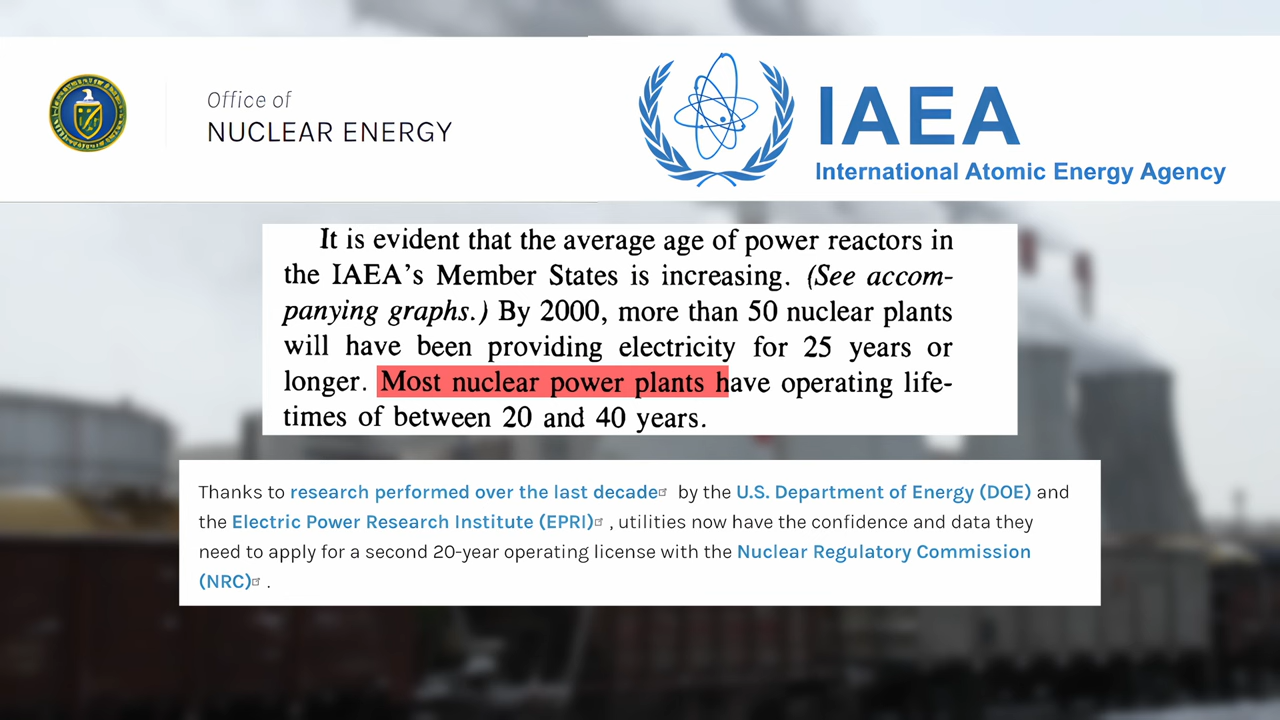 Office of
NUCLEAR ENERGY
IAEA
International Atomic Energy Agency
It is evident that the average age of power reactors in
the IAEA's Member States is increasing. (See accom-
panying graphs.) By 2000, more than 50 nuclear plants
will have been providing electricity for 25 years or
longer. Most nuclear power plants have operating life-
times of between 20 and 40 years.
Thanks to research performed over the last decade by the U.S. Department of Energy (DOE) and
the Electric Power Research Institute (EPRI) , utilities now have the confidence and data they
need to apply for a second 20-year operating license with the Nuclear Regulatory Commission
(NRC) .